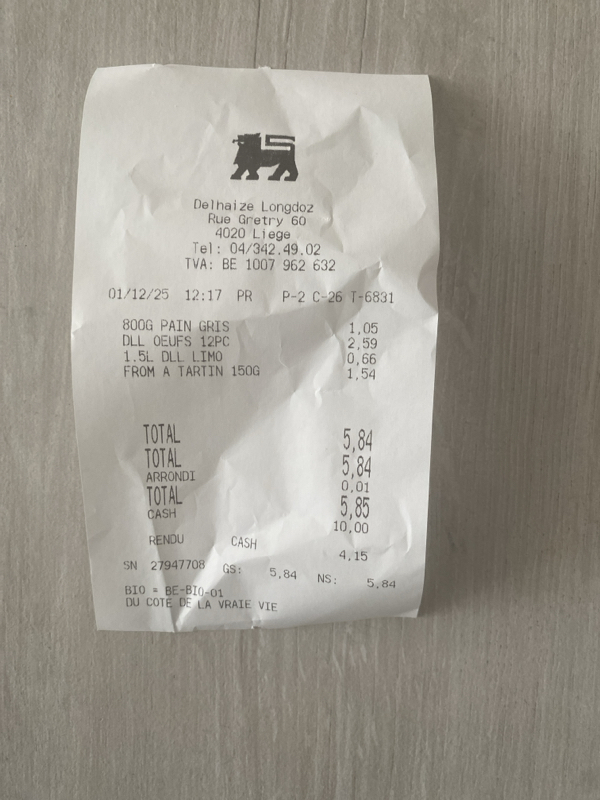 Delhaize Longdoz
Rue Gretry 60
4020 Liege
Tel: 04/342.49.02
TVA: BE 1007 962 632
01/12/25 12:17 PR P-2 C-26 T-6831
800G PAIN GRIS 1,05
DLL OEUFS 12PC 2,59
1.5L DLL LIMO 0,66
FROM A TARTIN 150G 1,54
TOTAL 5,84
TOTAL 5,84
ARRONDI 0,01
TOTAL 5,85
CASH 10,00
RENDU CASH 4,15
SN 27947708 GS: 5,84 NS: 5,84
BIO = BE-BIO-01
DU COTE DE LA VRAIE VIE